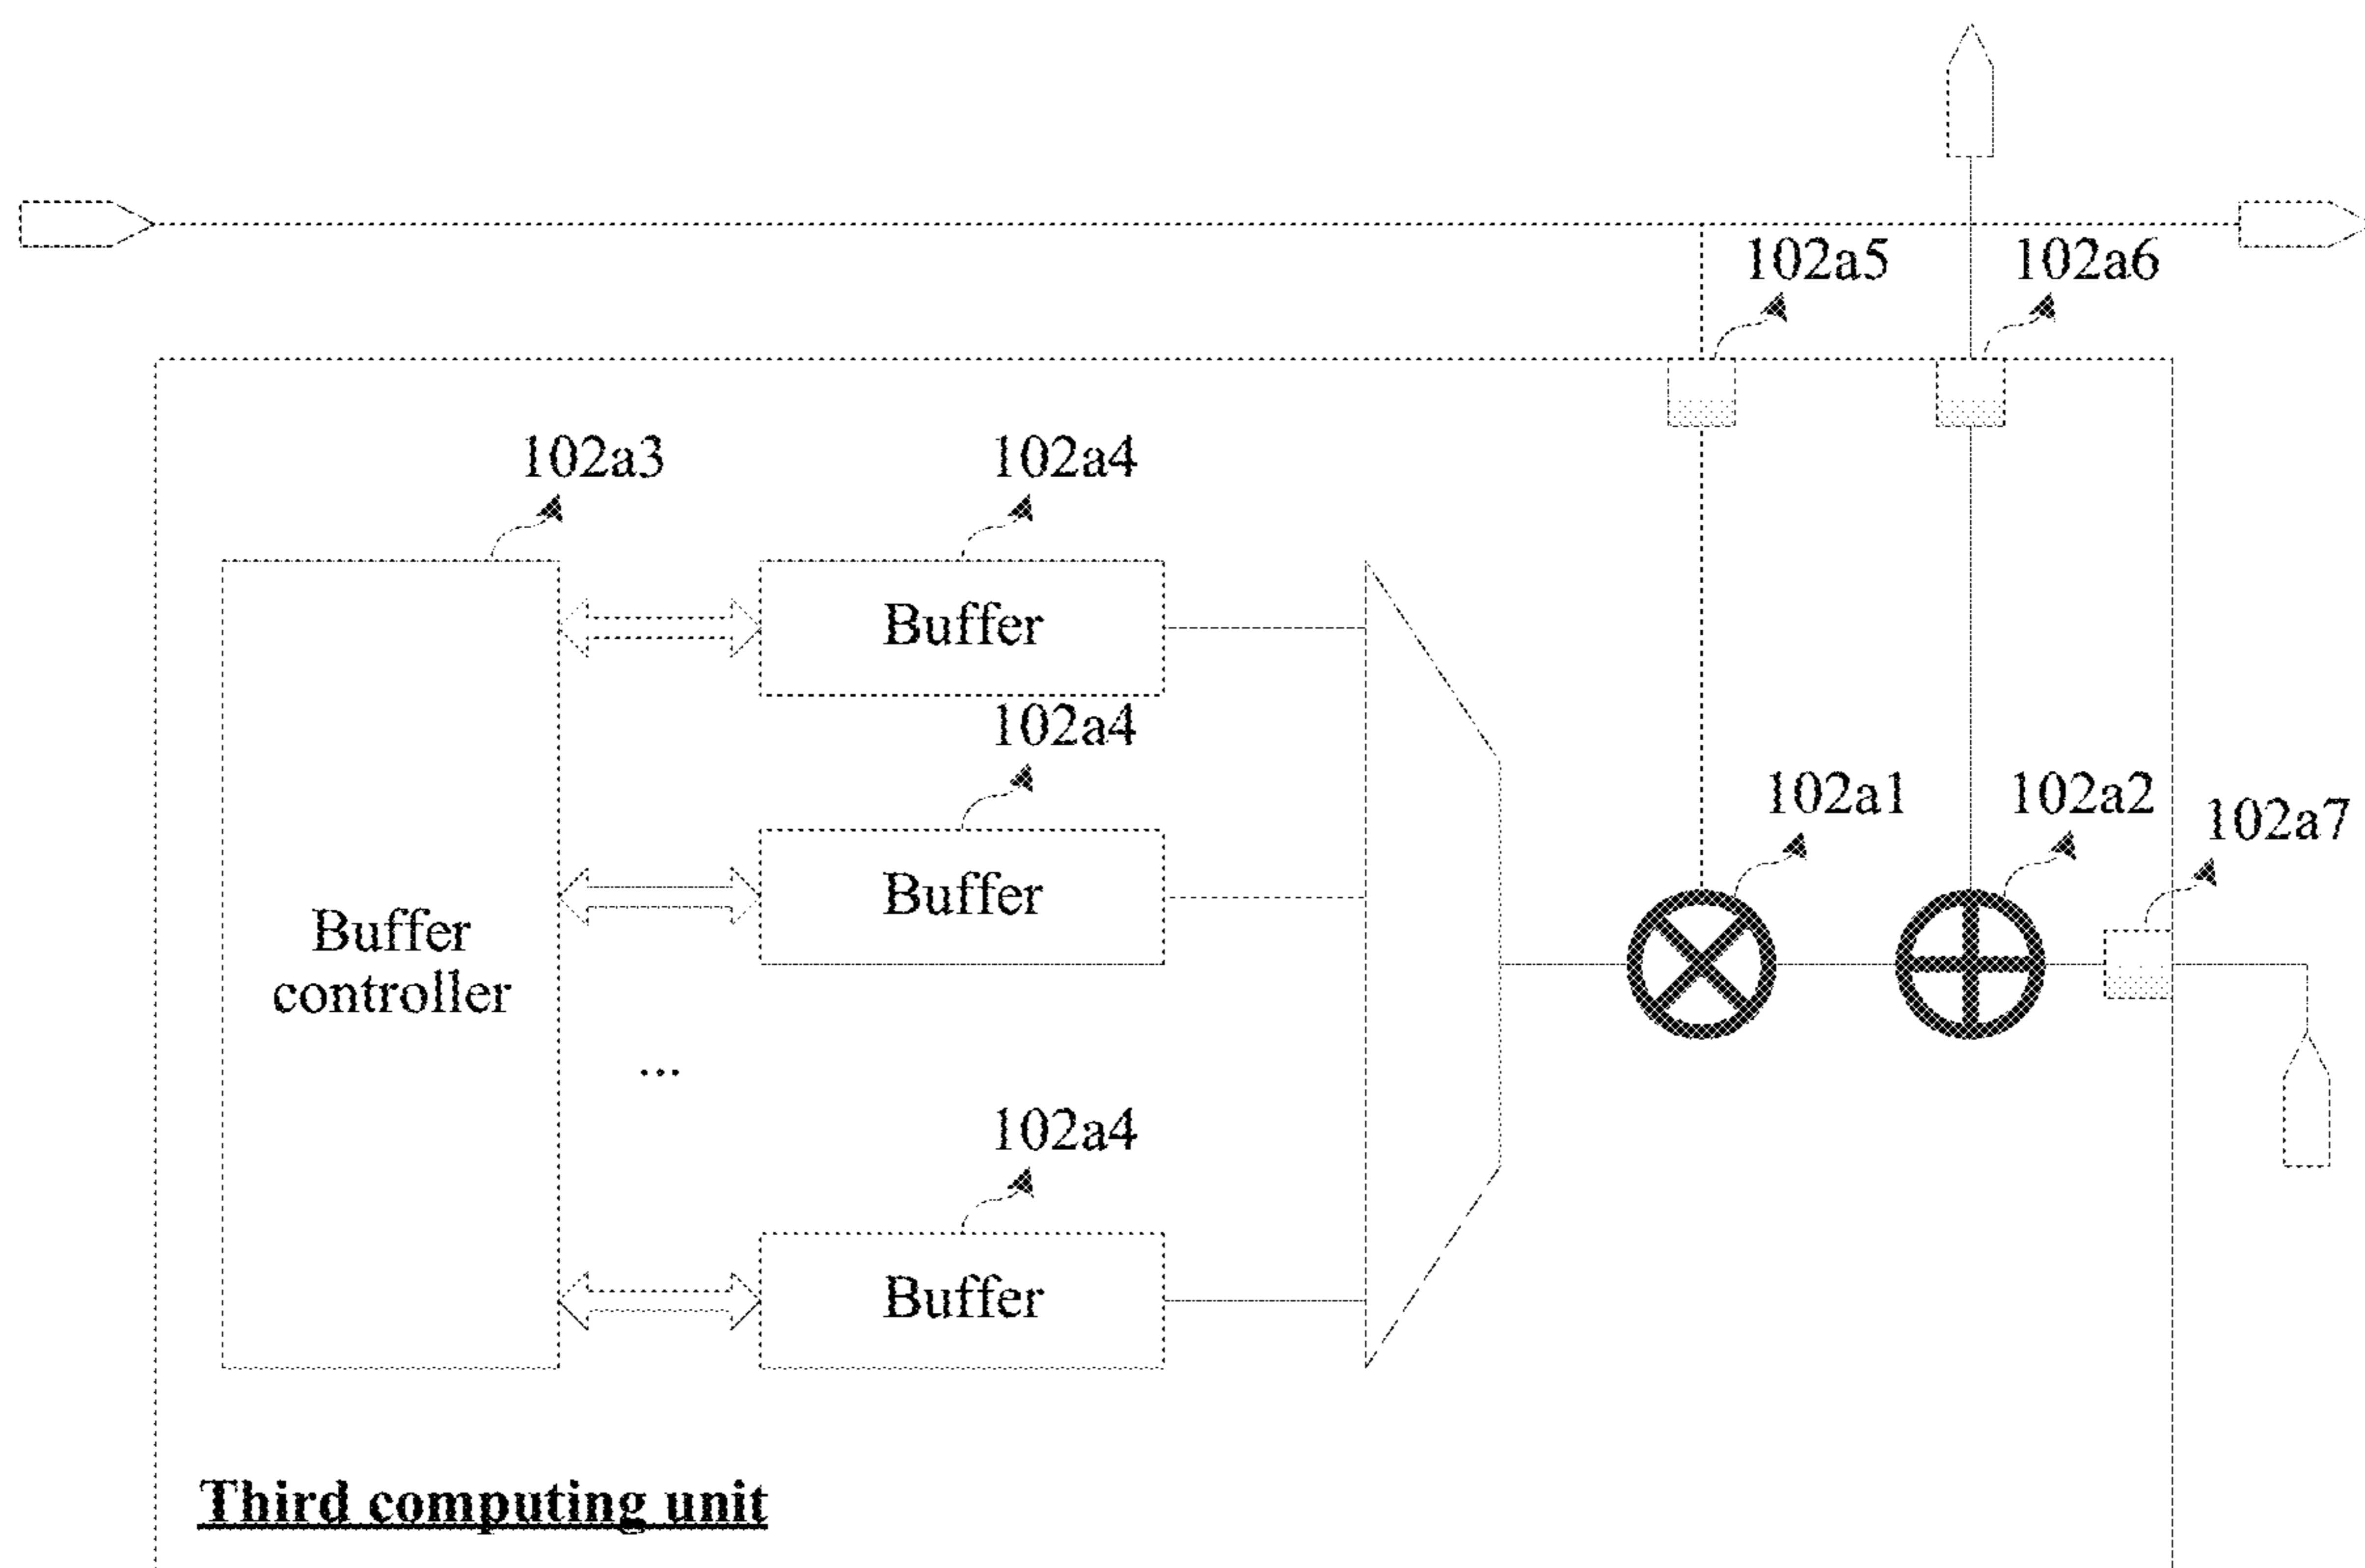 102a5
102a6
102a3
102a4
Buffer
102a4
102a1
102a2
102a7
Buffer
Buffer
controller
...
102a4
Buffer
Third computing unit